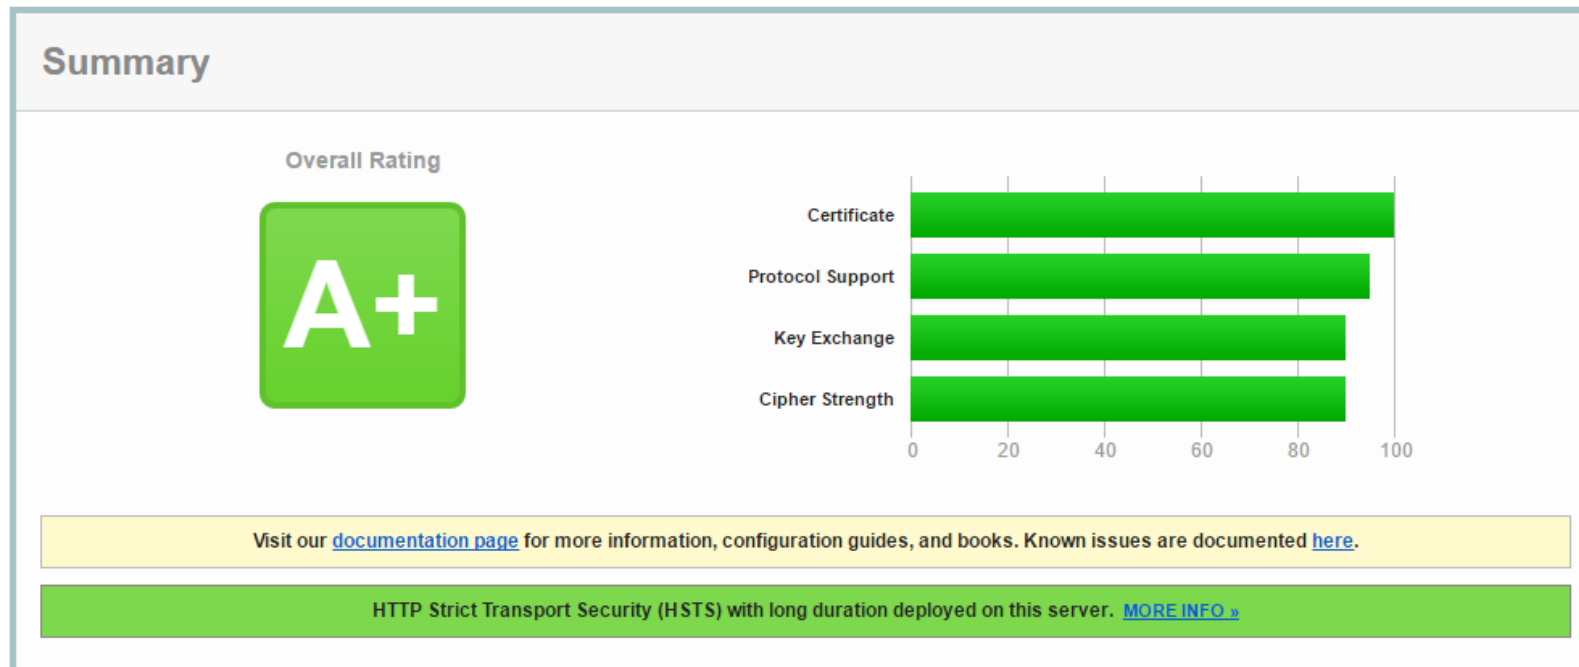 Summary
Overall Rating
A+
Certificate
Protocol Support
Key Exchange
Cipher Strength
0 20 40 60 80 100
Visit our documentation page for more information, configuration guides, and books. Known issues are documented here.
HTTP Strict Transport Security (HSTS) with long duration deployed on this server. MORE INFO »